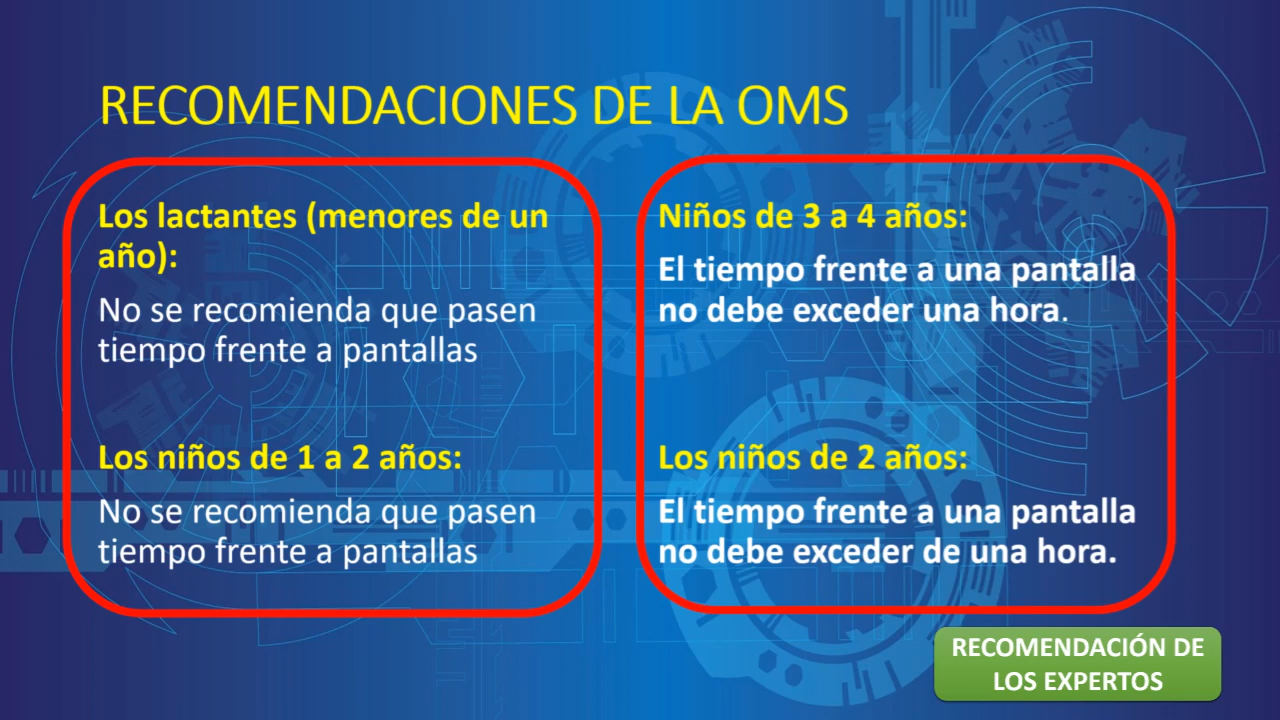 RECOMENDACIONES DE LA OMS
Los lactantes (menores de un
año):
No se recomienda que pasen
tiempo frente a pantallas
Los niños de 1 a 2 años:
No se recomienda que pasen
tiempo frente a pantallas
Niños de 3 a 4 años:
El tiempo frente a una pantalla
no debe exceder una hora.
Los niños de 2 años:
El tiempo frente a una pantalla
no debe exceder de una hora.
RECOMENDACIÓN DE
LOS EXPERTOS